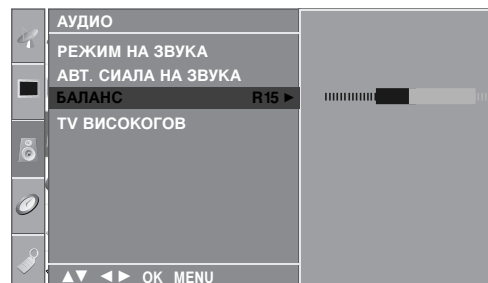 АУДИО
РЕЖИМ НА ЗВУКА
АВТ. СИАЛА НА ЗВУКА
БАЛАНС R15 ►
TV ВИСОКОГОВ
▲▼ ◄► OK MENU